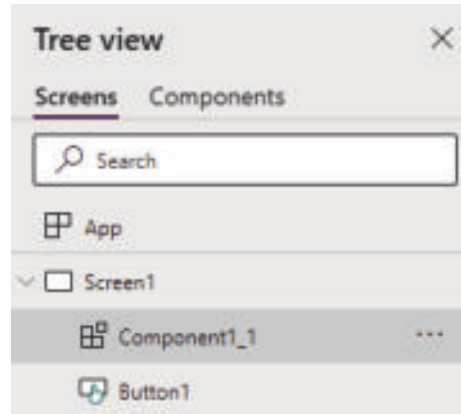 Tree view
Screens Components
Search
App
Screen1
Component1_1
Button1